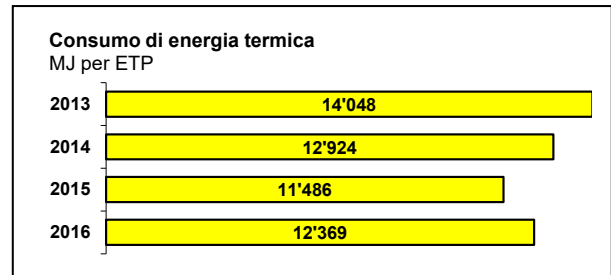 Consumo di energia termica
MJ per ETP
2013 14'048
2014 12'924
2015 11'486
2016 12'369